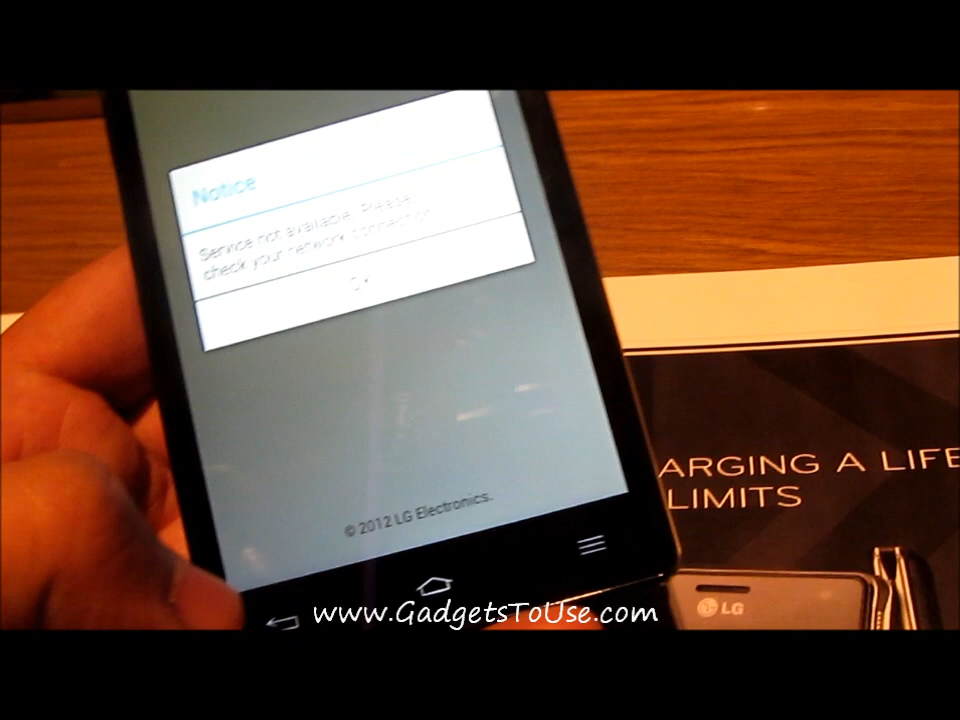 Notice
Service not available. Please
check your network connection.
OK
© 2012 LG Electronics.
ARGING A LIFE
LIMITS
LG
www.GadgetsToUse.com